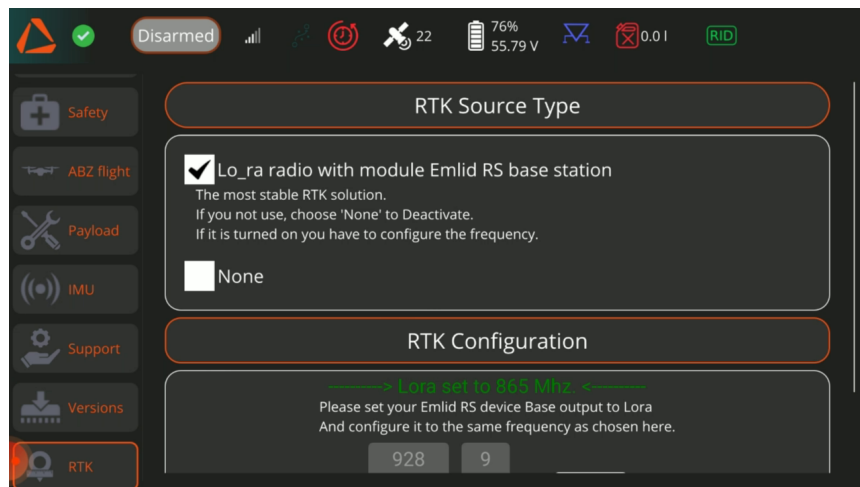 Disarmed
22
76%
55.79 V
0.0 l
RID
Safety
ABZ flight
Payload
IMU
Support
Versions
RTK
RTK Source Type
Lo_ra radio with module Emlid RS base station
The most stable RTK solution.
If you not use, choose 'None' to Deactivate.
If it is turned on you have to configure the frequency.
None
RTK Configuration
----------> Lora set to 865 Mhz. <----------
Please set your Emlid RS device Base output to Lora
And configure it to the same frequency as chosen here.
928
9